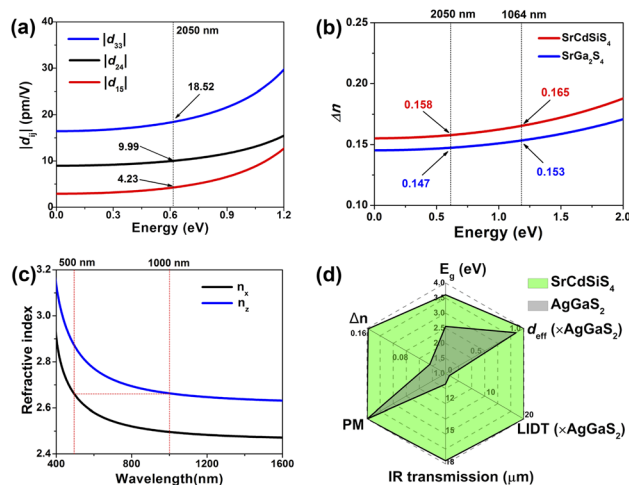 (a)
|d₃₃|
|d₂₄|
|d₁₅|
2050 nm
40
30
20
10
0
|dᵢⱼ| (pm/V)
18.52
9.99
4.23
0.0 0.3 0.6 0.9 1.2
Energy (eV)
(b)
2050 nm 1064 nm
SrCdSiS₄
SrGa₂S₄
0.25
0.20
0.15
0.10
Δn
0.158
0.165
0.147
0.153
0.0 0.5 1.0 1.5 2.0
Energy (eV)
(c)
500 nm 1000 nm
nₓ
n_z
3.2
3.0
2.8
2.6
2.4
Refractive index
400 800 1200 1600
Wavelength(nm)
(d)
SrCdSiS₄
AgGaS₂
E_g (eV)
4.0
3.5
3.0
2.5
2.0
1.5
1.0
Δn
0.16
0.08
d_eff (×AgGaS₂)
1.0
0.5
LIDT (×AgGaS₂)
20
10
PM
IR transmission (μm)
12
15
18